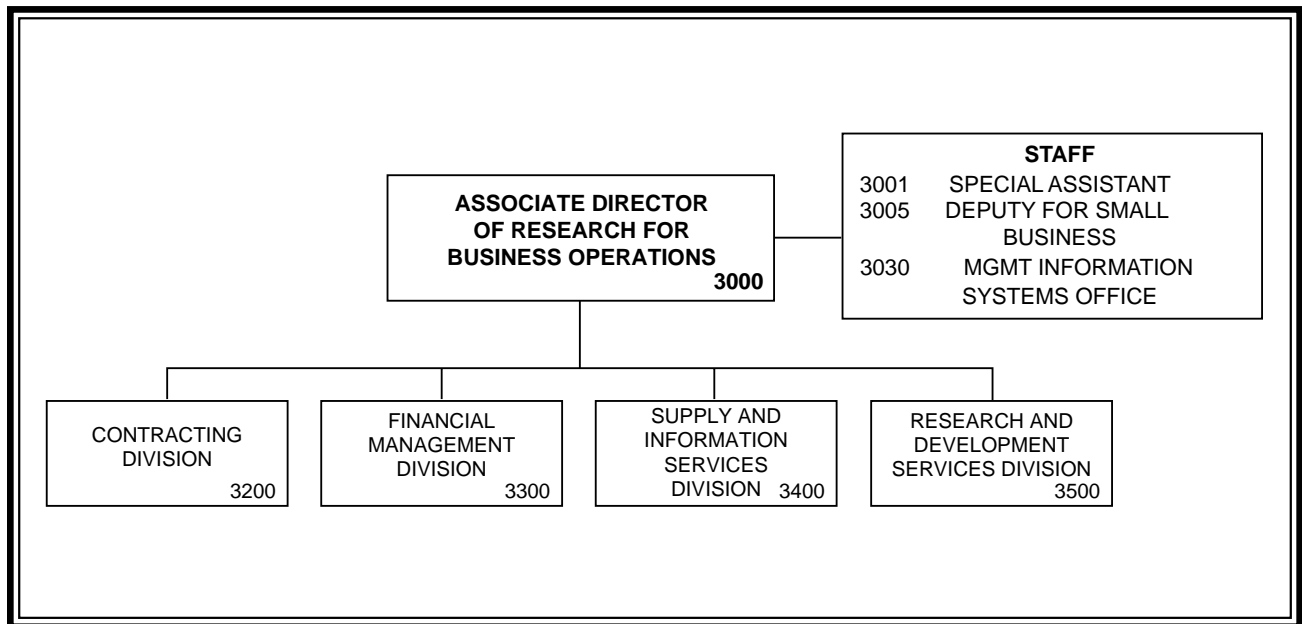 ASSOCIATE DIRECTOR
OF RESEARCH FOR
BUSINESS OPERATIONS
3000
STAFF
3001 SPECIAL ASSISTANT
3005 DEPUTY FOR SMALL
BUSINESS
3030 MGMT INFORMATION
SYSTEMS OFFICE
CONTRACTING
DIVISION
3200
FINANCIAL
MANAGEMENT
DIVISION
3300
SUPPLY AND
INFORMATION
SERVICES
DIVISION 3400
RESEARCH AND
DEVELOPMENT
SERVICES DIVISION
3500